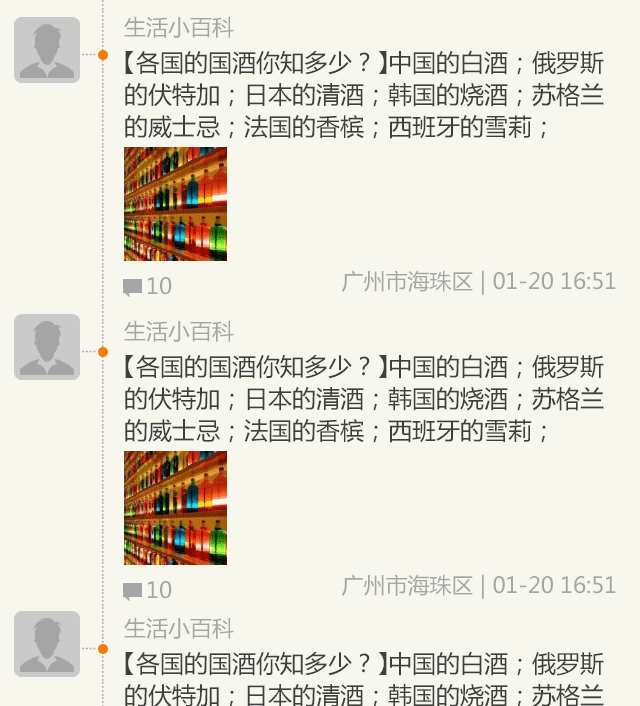 生活小百科
【各国的国酒你知多少？】中国的白酒；俄罗斯
的伏特加；日本的清酒；韩国的烧酒；苏格兰
的威士忌；法国的香槟；西班牙的雪莉；
10
广州市海珠区 | 01-20 16:51
生活小百科
【各国的国酒你知多少？】中国的白酒；俄罗斯
的伏特加；日本的清酒；韩国的烧酒；苏格兰
的威士忌；法国的香槟；西班牙的雪莉；
10
广州市海珠区 | 01-20 16:51
生活小百科
【各国的国酒你知多少？】中国的白酒；俄罗斯
的伏特加；日本的清酒；韩国的烧酒；苏格兰